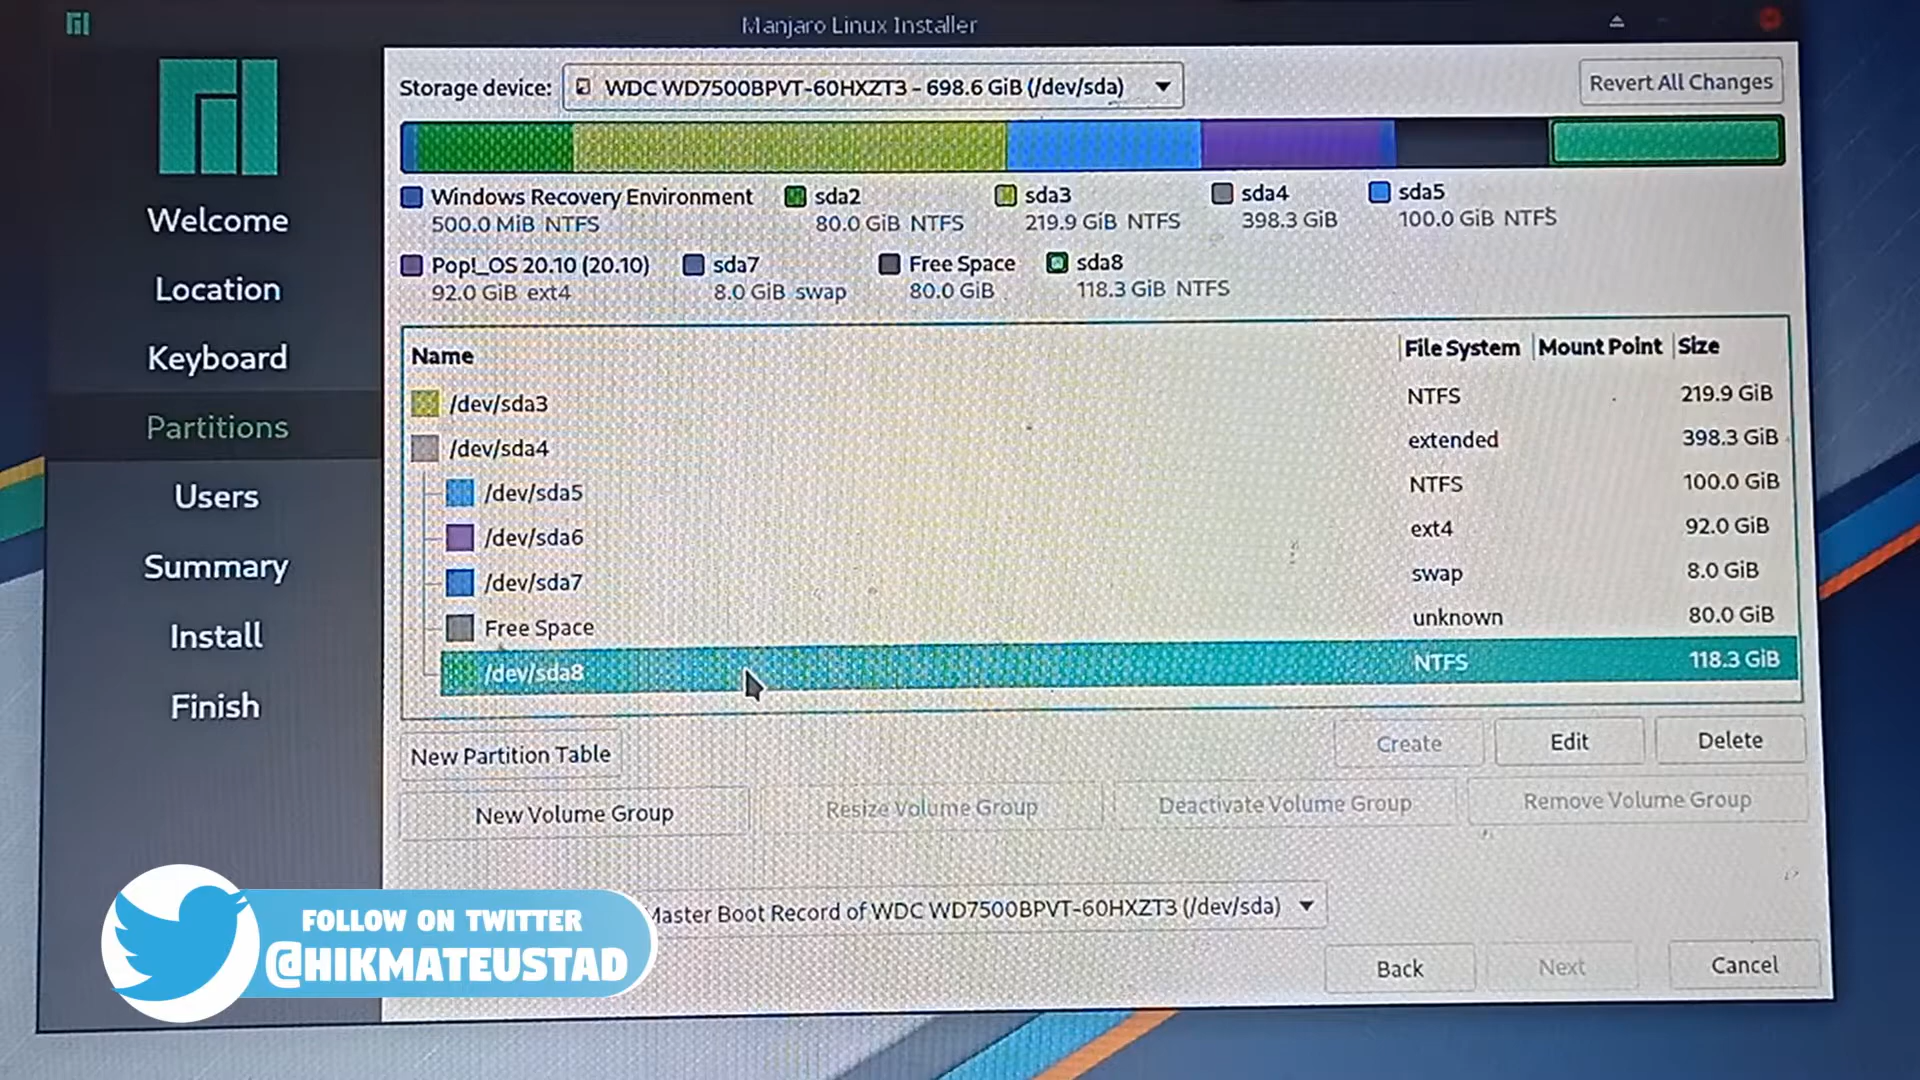 Manjaro Linux Installer
Welcome
Location
Keyboard
Partitions
Users
Summary
Install
Finish
Storage device: WDC WD7500BPVT-60HXZT3 - 698.6 GiB (/dev/sda) Revert All Changes
Windows Recovery Environment sda2 sda3 sda4 sda5
500.0 MiB NTFS 80.0 GiB NTFS 219.9 GiB NTFS 398.3 GiB 100.0 GiB NTFS
Pop!_OS 20.10 (20.10) sda7 Free Space sda8
92.0 GiB ext4 8.0 GiB swap 80.0 GiB 118.3 GiB NTFS
Name File System Mount Point Size
/dev/sda3 NTFS 219.9 GiB
/dev/sda4 extended 398.3 GiB
/dev/sda5 NTFS 100.0 GiB
/dev/sda6 ext4 92.0 GiB
/dev/sda7 swap 8.0 GiB
Free Space unknown 80.0 GiB
/dev/sda8 NTFS 118.3 GiB
New Partition Table Create Edit Delete
New Volume Group Resize Volume Group Deactivate Volume Group Remove Volume Group
Master Boot Record of WDC WD7500BPVT-60HXZT3 (/dev/sda)
Back Next Cancel
FOLLOW ON TWITTER
@HIKMATEUSTAD